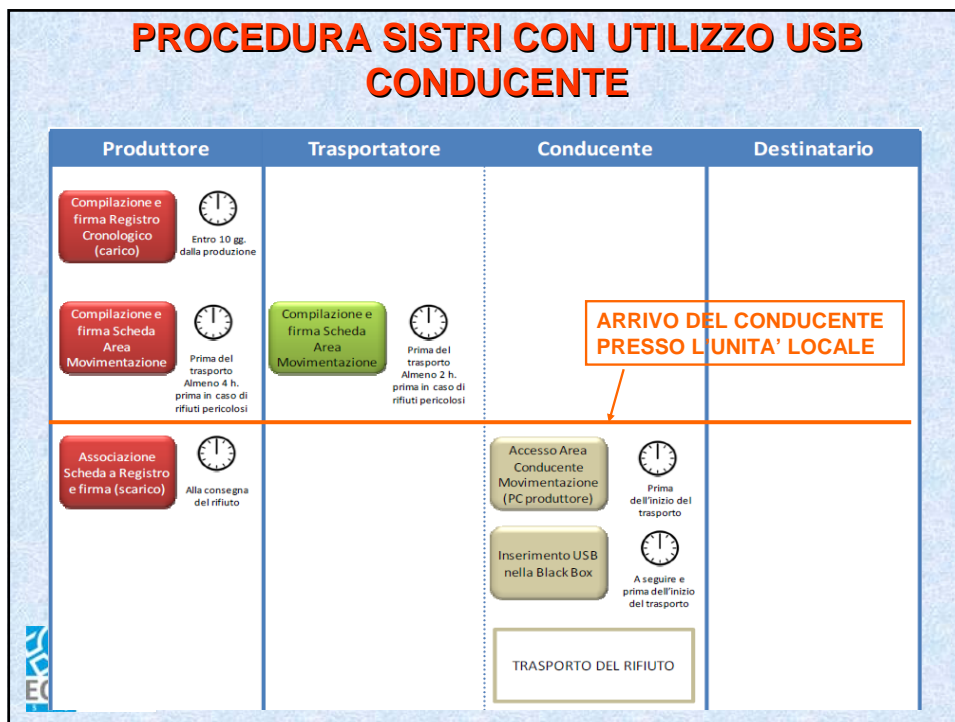 PROCEDURA SISTRI CON UTILIZZO USB
CONDUCENTE
Produttore
Trasportatore
Conducente
Destinatario
Compilazione e
firma Registro
Cronologico
(carico)
Entro 10 gg.
dalla produzione
Compilazione e
firma Scheda
Area
Movimentazione
Prima del
trasporto
Almeno 4 h.
prima in caso di
rifiuti pericolosi
Compilazione e
firma Scheda
Area
Movimentazione
Prima del
trasporto
Almeno 2 h.
prima in caso di
rifiuti pericolosi
ARRIVO DEL CONDUCENTE
PRESSO L'UNITA' LOCALE
Associazione
Scheda a Registro
e firma (scarico)
Alla consegna
del rifiuto
Accesso Area
Conducente
Movimentazione
(PC produttore)
Prima
dell'inizio del
trasporto
Inserimento USB
nella Black Box
A seguire e
prima dell'inizio
del trasporto
TRASPORTO DEL RIFIUTO